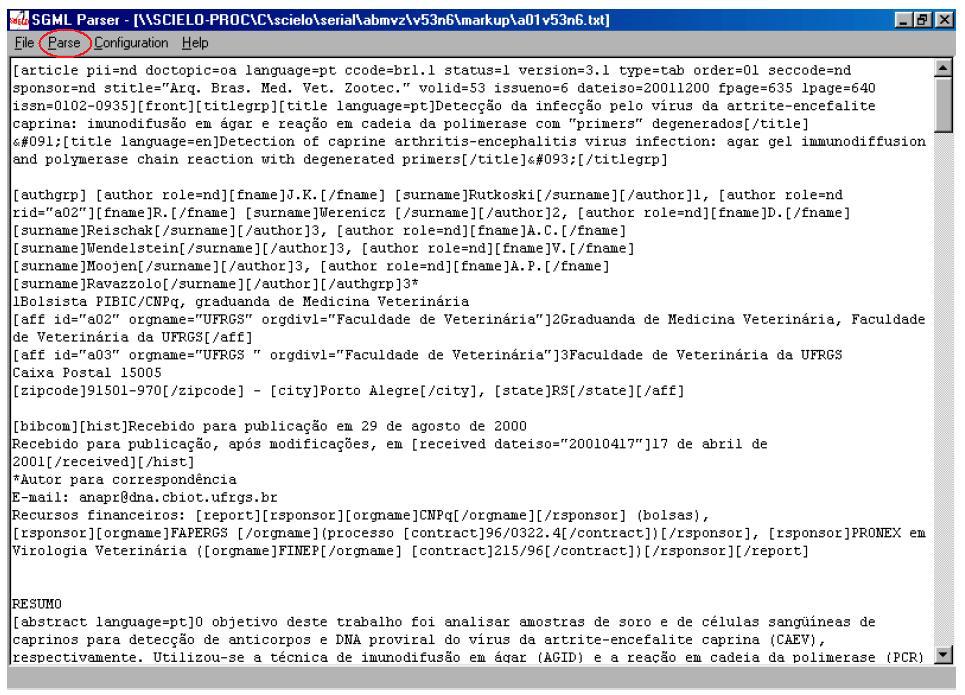 SGML Parser - [\\SCIELO-PROC\C\scielo\serial\abmvz\v53n6\markup\a01v53n6.txt]
File Parse Configuration Help
[article pii=nd doctopic=oa language=pt ccode=br1.1 status=1 version=3.1 type=tab order=01 seccode=nd
sponsor=nd stitle="Arq. Bras. Med. Vet. Zootec." volid=53 issueno=6 dateiso=20011200 fpage=635 lpage=640
issn=0102-0935][front][titlegrp][title language=pt]Detecção da infecção pelo vírus da artrite-encefalite
caprina: imunodifusão em ágar e reação em cadeia da polimerase com "primers" degenerados[/title]
&#091;[title language=en]Detection of caprine arthritis-encephalitis virus infection: agar gel immunodiffusion
and polymerase chain reaction with degenerated primers[/title]&#093;[/titlegrp]
[authgrp] [author role=nd][fname]J.K.[/fname] [surname]Rutkoski[/surname][/author]1, [author role=nd
rid="a02"][fname]R.[/fname] [surname]Werenicz [/surname][/author]2, [author role=nd][fname]D.[/fname]
[surname]Reischak[/surname][/author]3, [author role=nd][fname]A.C.[/fname]
[surname]Wendelstein[/surname][/author]3, [author role=nd][fname]V.[/fname]
[surname]Moojen[/surname][/author]3, [author role=nd][fname]A.P.[/fname]
[surname]Ravazzolo[/surname][/author][/authgrp]3*
1Bolsista PIBIC/CNPq, graduanda de Medicina Veterinária
[aff id="a02" orgname="UFRGS" orgdiv1="Faculdade de Veterinária"]2Graduanda de Medicina Veterinária, Faculdade
de Veterinária da UFRGS[/aff]
[aff id="a03" orgname="UFRGS " orgdiv1="Faculdade de Veterinária"]3Faculdade de Veterinária da UFRGS
Caixa Postal 15005
[zipcode]91501-970[/zipcode] - [city]Porto Alegre[/city], [state]RS[/state][/aff]
[bibcom][hist]Recebido para publicação em 29 de agosto de 2000
Recebido para publicação, após modificações, em [received dateiso="20010417"]17 de abril de
2001[/received][/hist]
*Autor para correspondência
E-mail: anapr@dna.cbiot.ufrgs.br
Recursos financeiros: [report][rsponsor][orgname]CNPq[/orgname][/rsponsor] (bolsas),
[rsponsor][orgname]FAPERGS [/orgname](processo [contract]96/0322.4[/contract])[/rsponsor], [rsponsor]PRONEX em
Virologia Veterinária ([orgname]FINEP[/orgname] [contract]215/96[/contract])[/rsponsor][/report]
RESUMO
[abstract language=pt]O objetivo deste trabalho foi analisar amostras de soro e de células sangüíneas de
caprinos para detecção de anticorpos e DNA proviral do vírus da artrite-encefalite caprina (CAEV),
respectivamente. Utilizou-se a técnica de imunodifusão em ágar (AGID) e a reação em cadeia da polimerase (PCR)